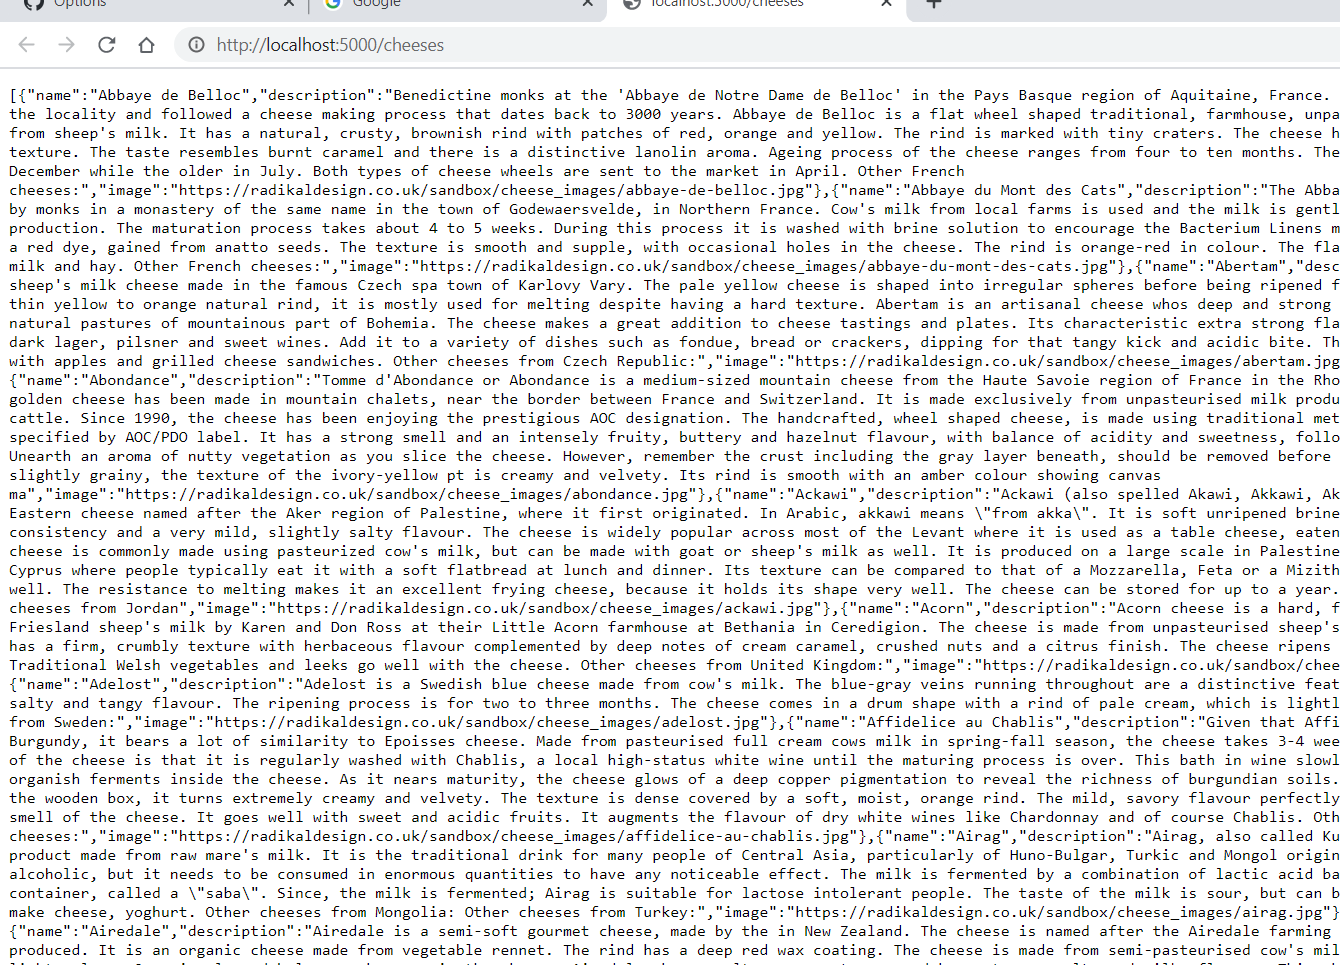 Options
Google
localhost:5000/cheeses
http://localhost:5000/cheeses
[{"name":"Abbaye de Belloc","description":"Benedictine monks at the 'Abbaye de Notre Dame de Belloc' in the Pays Basque region of Aquitaine, France.
the locality and followed a cheese making process that dates back to 3000 years. Abbaye de Belloc is a flat wheel shaped traditional, farmhouse, unpa
from sheep's milk. It has a natural, crusty, brownish rind with patches of red, orange and yellow. The rind is marked with tiny craters. The cheese h
texture. The taste resembles burnt caramel and there is a distinctive lanolin aroma. Ageing process of the cheese ranges from four to ten months. The
December while the older in July. Both types of cheese wheels are sent to the market in April. Other French
cheeses:","image":"https://radikaldesign.co.uk/sandbox/cheese_images/abbaye-de-belloc.jpg"},{"name":"Abbaye du Mont des Cats","description":"The Abba
by monks in a monastery of the same name in the town of Godewaersvelde, in Northern France. Cow's milk from local farms is used and the milk is gentl
production. The maturation process takes about 4 to 5 weeks. During this process it is washed with brine solution to encourage the Bacterium Linens m
a red dye, gained from anatto seeds. The texture is smooth and supple, with occasional holes in the cheese. The rind is orange-red in colour. The fla
milk and hay. Other French cheeses:","image":"https://radikaldesign.co.uk/sandbox/cheese_images/abbaye-du-mont-des-cats.jpg"},{"name":"Abertam","desc
sheep's milk cheese made in the famous Czech spa town of Karlovy Vary. The pale yellow cheese is shaped into irregular spheres before being ripened f
thin yellow to orange natural rind, it is mostly used for melting despite having a hard texture. Abertam is an artisanal cheese whos deep and strong
natural pastures of mountainous part of Bohemia. The cheese makes a great addition to cheese tastings and plates. Its characteristic extra strong fla
dark lager, pilsner and sweet wines. Add it to a variety of dishes such as fondue, bread or crackers, dipping for that tangy kick and acidic bite. Th
with apples and grilled cheese sandwiches. Other cheeses from Czech Republic:","image":"https://radikaldesign.co.uk/sandbox/cheese_images/abertam.jpg
{"name":"Abondance","description":"Tomme d'Abondance or Abondance is a medium-sized mountain cheese from the Haute Savoie region of France in the Rho
golden cheese has been made in mountain chalets, near the border between France and Switzerland. It is made exclusively from unpasteurised milk produ
cattle. Since 1990, the cheese has been enjoying the prestigious AOC designation. The handcrafted, wheel shaped cheese, is made using traditional met
specified by AOC/PDO label. It has a strong smell and an intensely fruity, buttery and hazelnut flavour, with balance of acidity and sweetness, follo
Unearth an aroma of nutty vegetation as you slice the cheese. However, remember the crust including the gray layer beneath, should be removed before
slightly grainy, the texture of the ivory-yellow pt is creamy and velvety. Its rind is smooth with an amber colour showing canvas
ma","image":"https://radikaldesign.co.uk/sandbox/cheese_images/abondance.jpg"},{"name":"Ackawi","description":"Ackawi (also spelled Akawi, Akkawi, Ak
Eastern cheese named after the Aker region of Palestine, where it first originated. In Arabic, akkawi means \"from akka\". It is soft unripened brine
consistency and a very mild, slightly salty flavour. The cheese is widely popular across most of the Levant where it is used as a table cheese, eaten
cheese is commonly made using pasteurized cow's milk, but can be made with goat or sheep's milk as well. It is produced on a large scale in Palestine
Cyprus where people typically eat it with a soft flatbread at lunch and dinner. Its texture can be compared to that of a Mozzarella, Feta or a Mizith
well. The resistance to melting makes it an excellent frying cheese, because it holds its shape very well. The cheese can be stored for up to a year.
cheeses from Jordan","image":"https://radikaldesign.co.uk/sandbox/cheese_images/ackawi.jpg"},{"name":"Acorn","description":"Acorn cheese is a hard, f
Friesland sheep's milk by Karen and Don Ross at their Little Acorn farmhouse at Bethania in Ceredigion. The cheese is made from unpasteurised sheep's
has a firm, crumbly texture with herbaceous flavour complemented by deep notes of cream caramel, crushed nuts and a citrus finish. The cheese ripens
Traditional Welsh vegetables and leeks go well with the cheese. Other cheeses from United Kingdom:","image":"https://radikaldesign.co.uk/sandbox/chee
{"name":"Adelost","description":"Adelost is a Swedish blue cheese made from cow's milk. The blue-gray veins running throughout are a distinctive feat
salty and tangy flavour. The ripening process is for two to three months. The cheese comes in a drum shape with a rind of pale cream, which is lightl
from Sweden:","image":"https://radikaldesign.co.uk/sandbox/cheese_images/adelost.jpg"},{"name":"Affidelice au Chablis","description":"Given that Affi
Burgundy, it bears a lot of similarity to Epoisses cheese. Made from pasteurised full cream cows milk in spring-fall season, the cheese takes 3-4 wee
of the cheese is that it is regularly washed with Chablis, a local high-status white wine until the maturing process is over. This bath in wine slowl
organish ferments inside the cheese. As it nears maturity, the cheese glows of a deep copper pigmentation to reveal the richness of burgundian soils.
the wooden box, it turns extremely creamy and velvety. The texture is dense covered by a soft, moist, orange rind. The mild, savory flavour perfectly
smell of the cheese. It goes well with sweet and acidic fruits. It augments the flavour of dry white wines like Chardonnay and of course Chablis. Oth
cheeses:","image":"https://radikaldesign.co.uk/sandbox/cheese_images/affidelice-au-chablis.jpg"},{"name":"Airag","description":"Airag, also called Ku
product made from raw mare's milk. It is the traditional drink for many people of Central Asia, particularly of Huno-Bulgar, Turkic and Mongol origin
alcoholic, but it needs to be consumed in enormous quantities to have any noticeable effect. The milk is fermented by a combination of lactic acid ba
container, called a \"saba\". Since, the milk is fermented; Airag is suitable for lactose intolerant people. The taste of the milk is sour, but can b
make cheese, yoghurt. Other cheeses from Mongolia: Other cheeses from Turkey:","image":"https://radikaldesign.co.uk/sandbox/cheese_images/airag.jpg"}
{"name":"Airedale","description":"Airedale is a semi-soft gourmet cheese, made by the in New Zealand. The cheese is named after the Airedale farming
produced. It is an organic cheese made from vegetable rennet. The rind has a deep red wax coating. The cheese is made from semi-pasteurised cow's mil